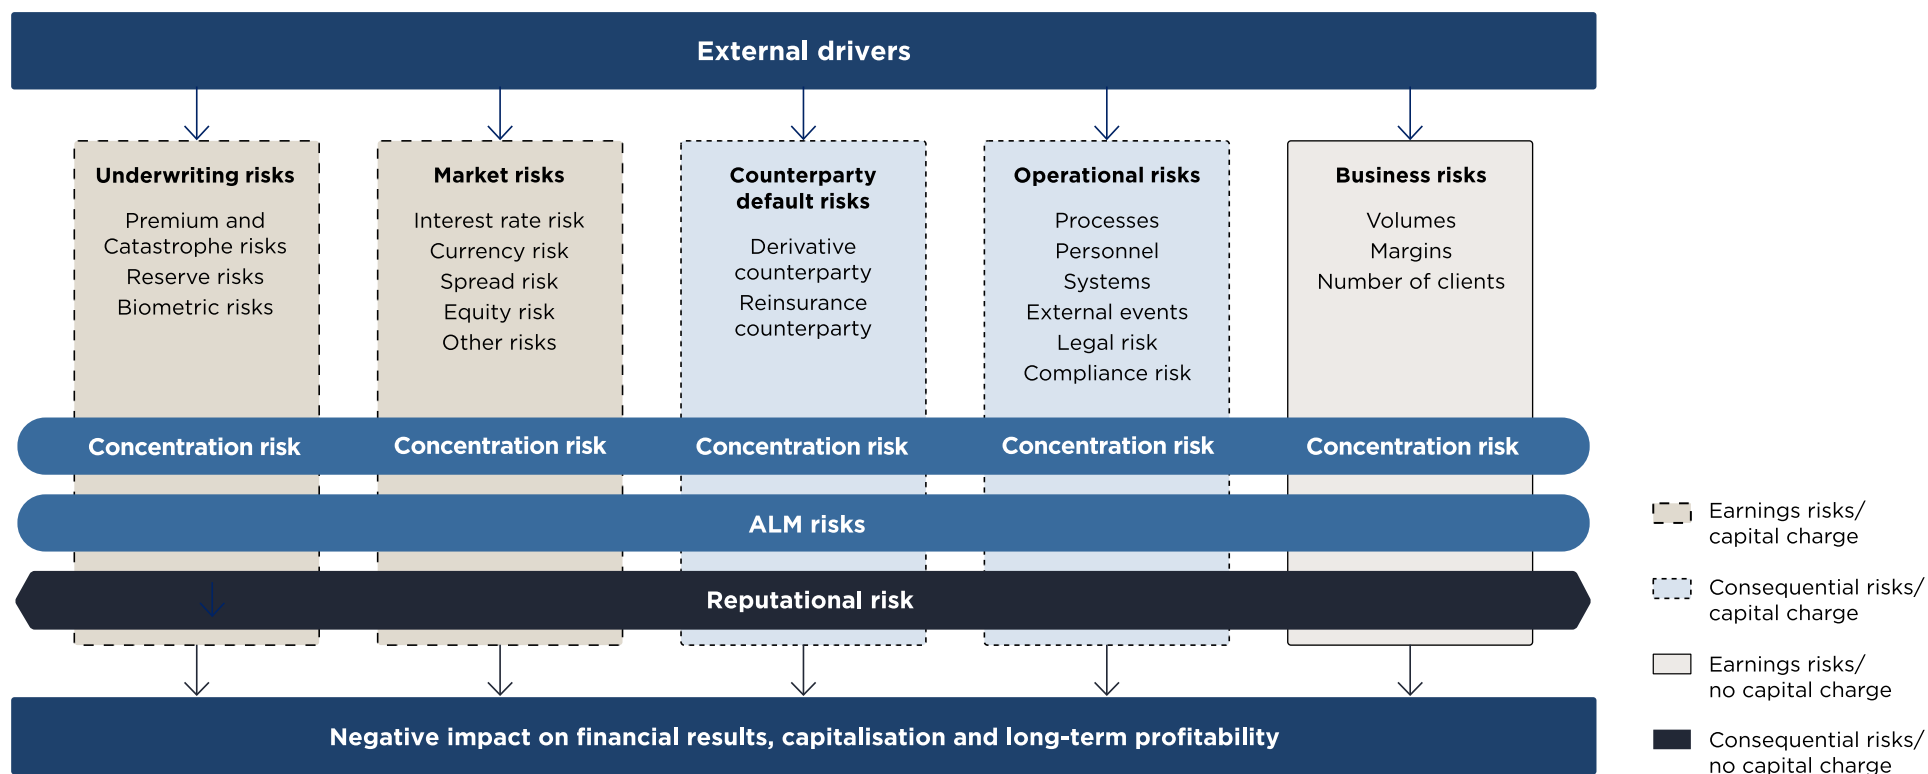 External drivers
Underwriting risks
Premium and
Catastrophe risks
Reserve risks
Biometric risks
Market risks
Interest rate risk
Currency risk
Spread risk
Equity risk
Other risks
Counterparty
default risks
Derivative
counterparty
Reinsurance
counterparty
Operational risks
Processes
Personnel
Systems
External events
Legal risk
Compliance risk
Business risks
Volumes
Margins
Number of clients
Concentration risk
Concentration risk
Concentration risk
Concentration risk
Concentration risk
ALM risks
Reputational risk
Negative impact on financial results, capitalisation and long-term profitability
Earnings risks/
capital charge
Consequential risks/
capital charge
Earnings risks/
no capital charge
Consequential risks/
no capital charge